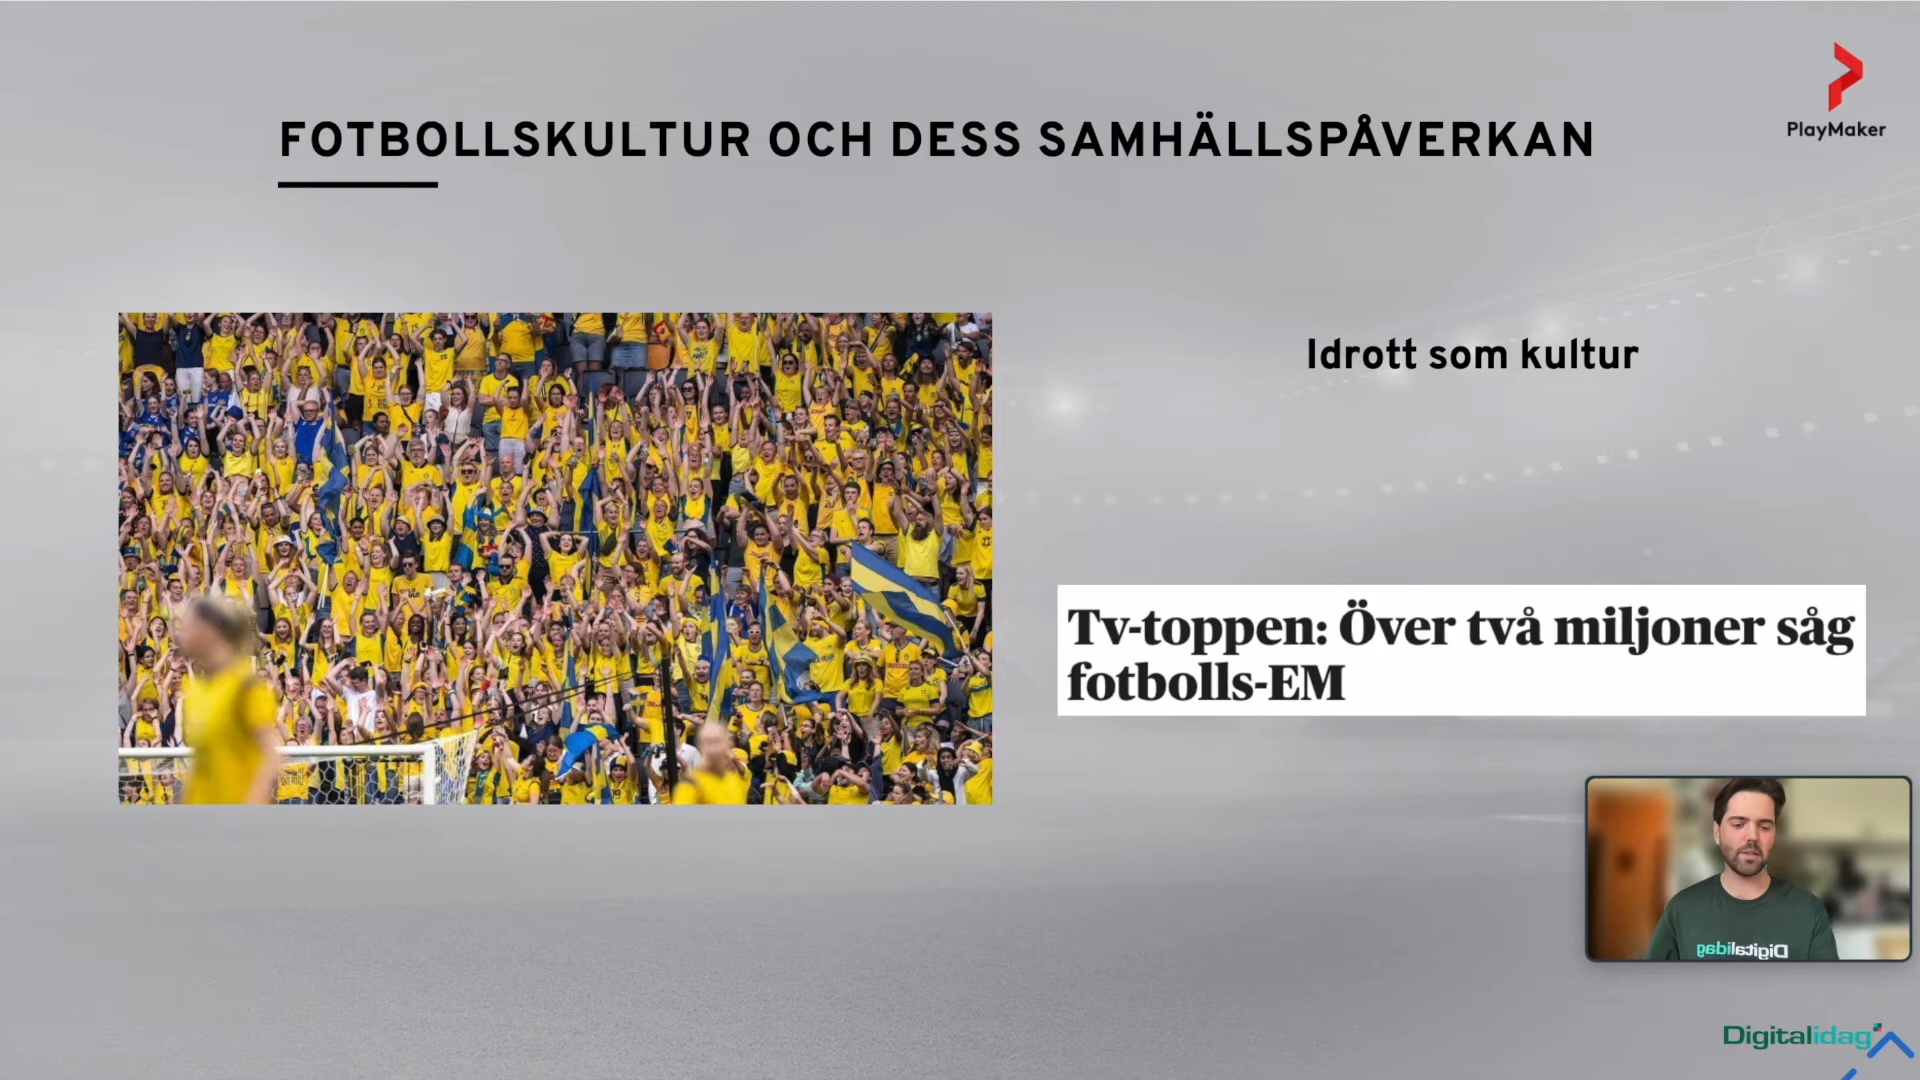 PlayMaker
FOTBOLLSKULTUR OCH DESS SAMHÄLLSPÅVERKAN
Idrott som kultur
Tv-toppen: Över två miljoner såg
fotbolls-EM
Digitalidag
Digitalidag